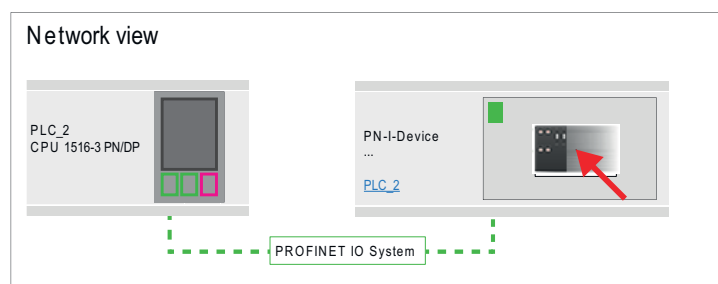 Network view
PLC_2
CPU 1516-3 PN/DP
PN-I-Device
...
PLC_2
PROFINET IO System